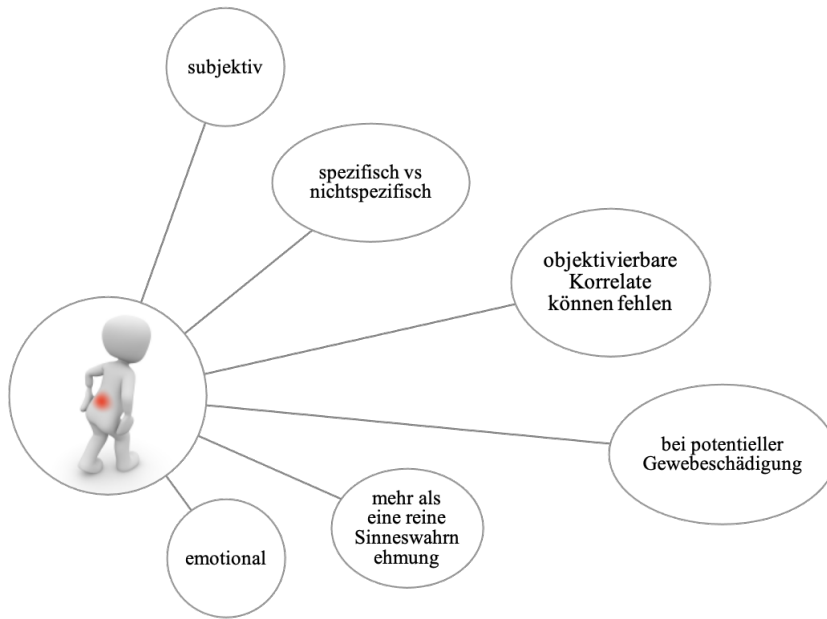 subjektiv
spezifisch vs
nichtspezifisch
objektivierbare
Korrelate
können fehlen
bei potentieller
Gewebeschädigung
mehr als
eine reine
Sinneswahrn
ehmung
emotional